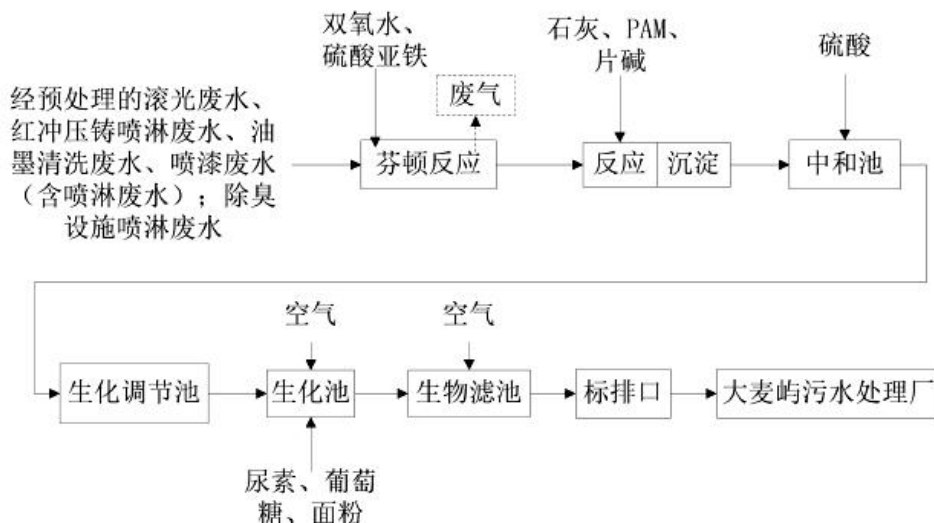 双氧水、
硫酸亚铁
石灰、PAM、
片碱
硫酸
废气
经预处理的滚光废水、
红冲压铸喷淋废水、油
墨清洗废水、喷漆废水
（含喷淋废水）；除臭
设施喷淋废水
芬顿反应
反应
沉淀
中和池
空气
空气
生化调节池
生化池
生物滤池
标排口
大麦屿污水处理厂
尿素、葡萄
糖、面粉